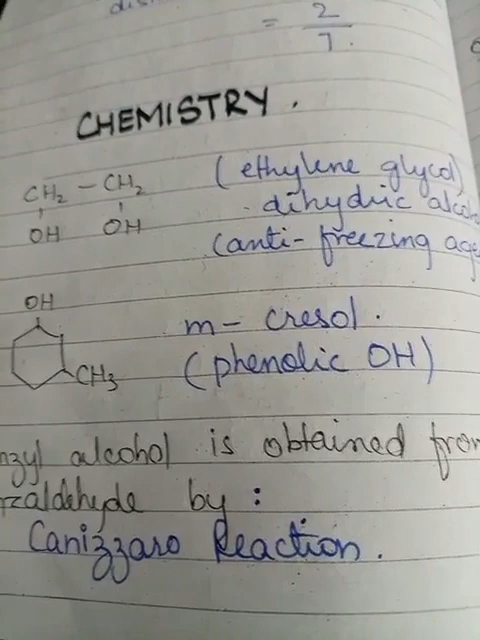 = 2
7.
CHEMISTRY.
CH2 - CH2 (ethylene glycol)
OH OH dihydric
(anti-freezing
OH
m- cresol.
CH3 (phenolic OH)
alcohol is obtained
by:
Canizzaro Reaction.